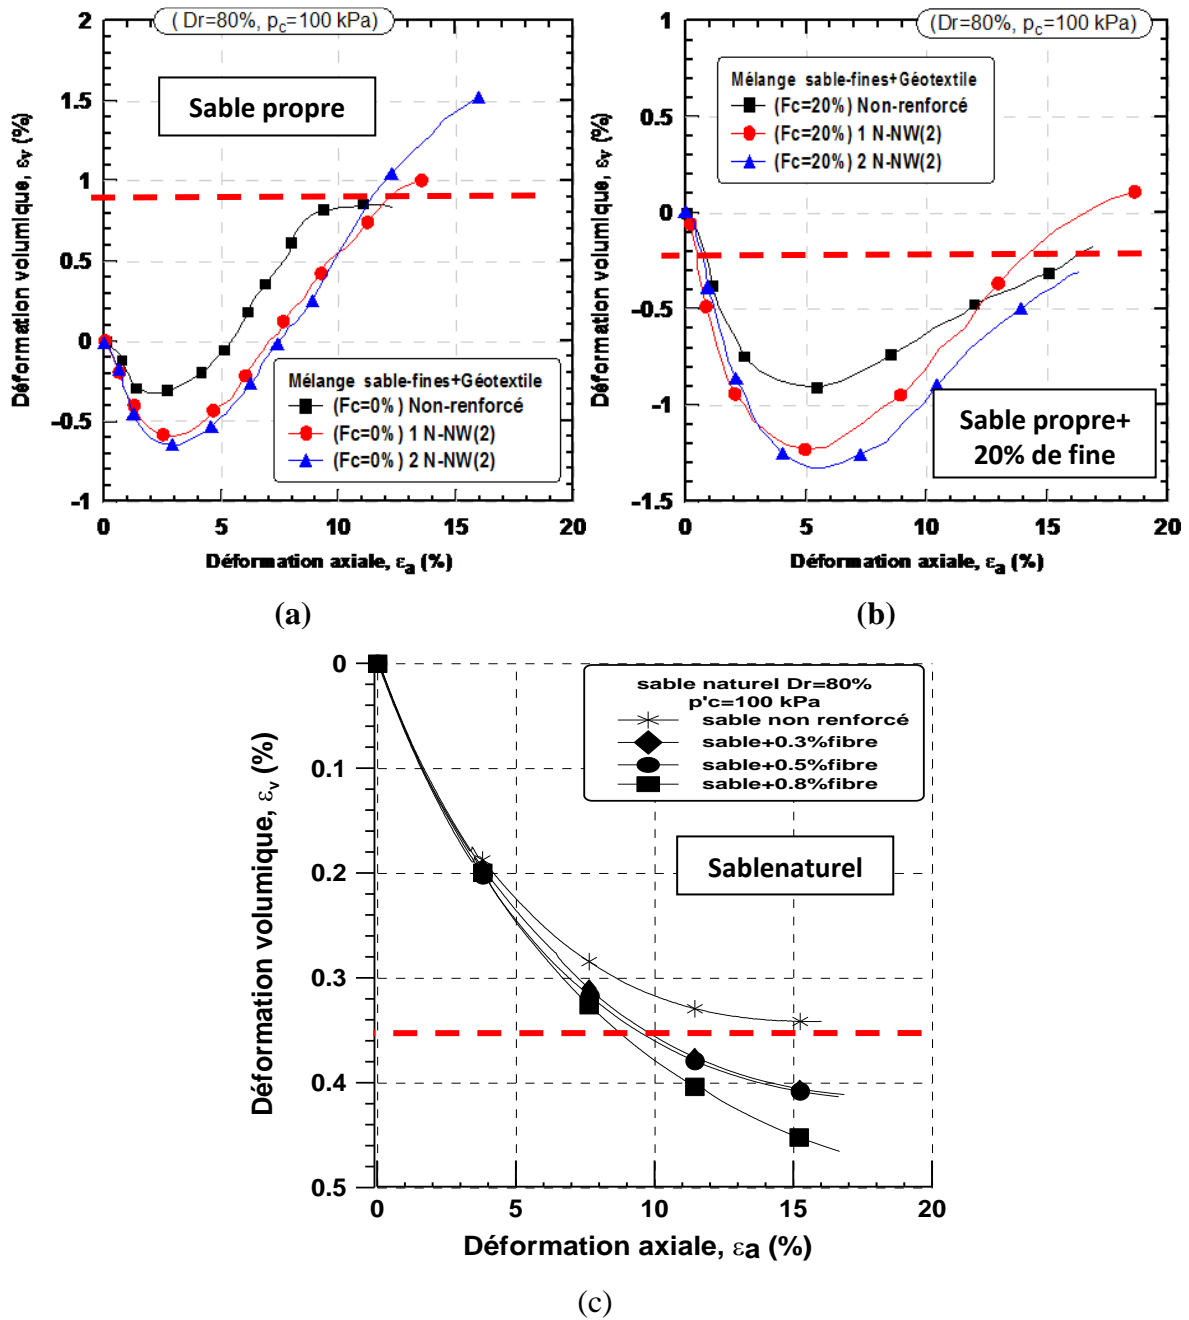 ( Dr=80%, pc=100 kPa)
2
1.5
1
0.5
0
-0.5
-1
Déformation volumique, εv (%)
Sable propre
Mélange sable-fines+Géotextile
(Fc=0%) Non-renforcé
(Fc=0%) 1 N-NW(2)
(Fc=0%) 2 N-NW(2)
0 5 10 15 20
Déformation axiale, εa (%)
(a)
(Dr=80%, pc=100 kPa)
1
0.5
0
-0.5
-1
-1.5
Déformation volumique, εv (%)
Mélange sable-fines+Géotextile
(Fc=20%) Non-renforcé
(Fc=20%) 1 N-NW(2)
(Fc=20%) 2 N-NW(2)
Sable propre+
20% de fine
0 5 10 15 20
Déformation axiale, εa (%)
(b)
0
0.1
0.2
0.3
0.4
0.5
Déformation volumique, εv (%)
sable naturel Dr=80%
p'c=100 kPa
sable non renforcé
sable+0.3%fibre
sable+0.5%fibre
sable+0.8%fibre
Sablenaturel
0 5 10 15 20
Déformation axiale, εa (%)
(c)